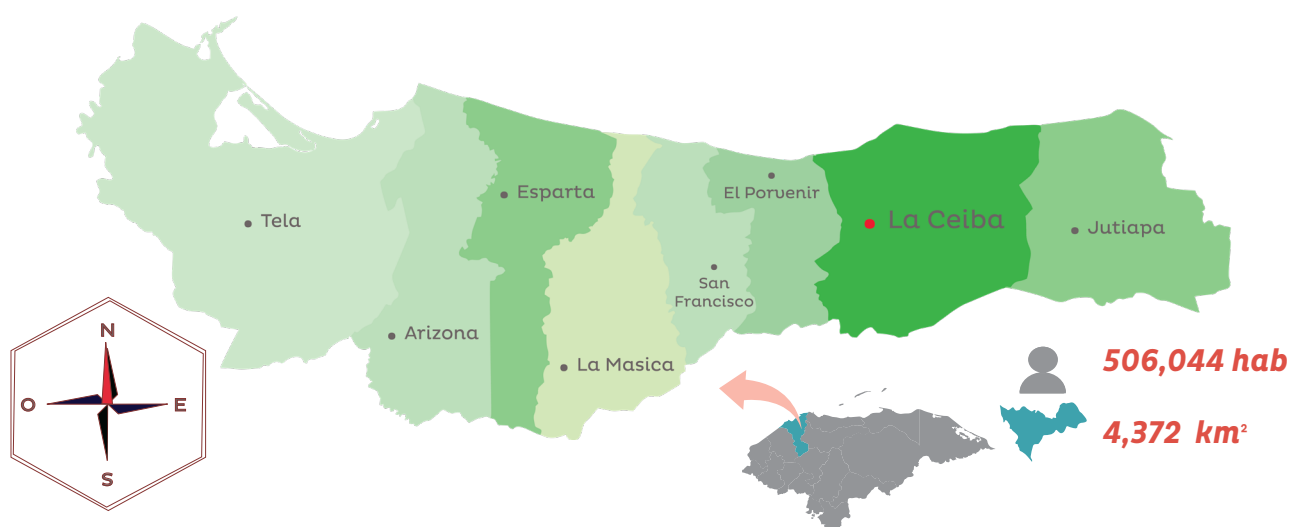 Esparta
El Porvenir
Tela
La Ceiba
Jutiapa
San
Francisco
Arizona
La Masica
N
O
E
S
506,044 hab
4,372 km²